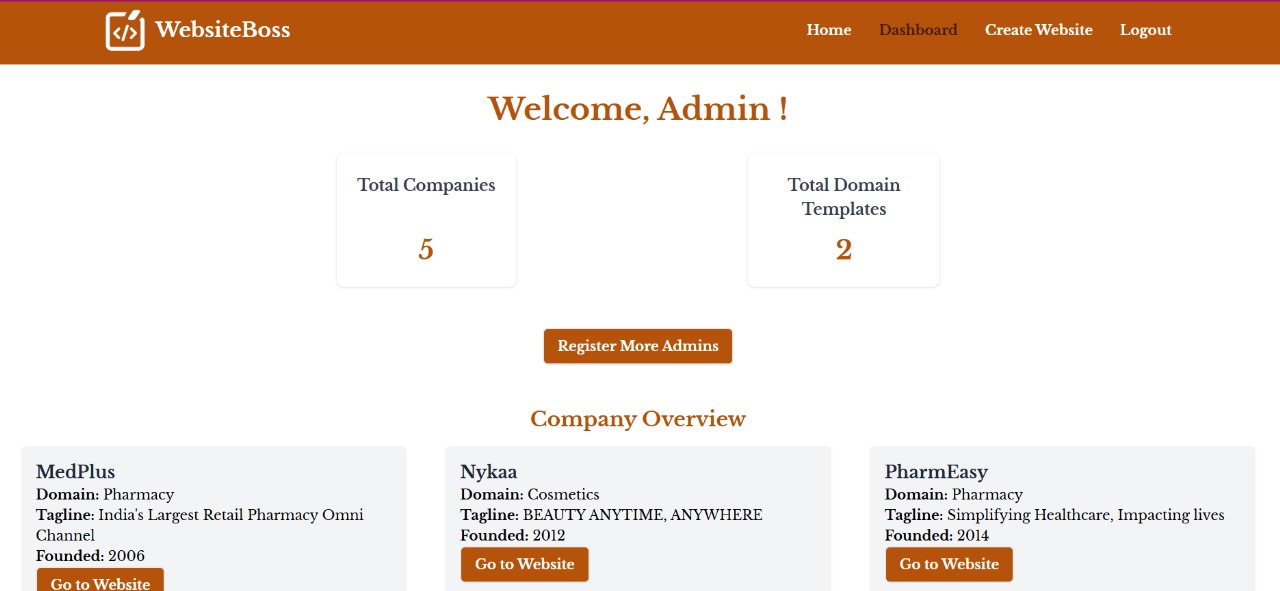 WebsiteBoss
Home Dashboard Create Website Logout
Welcome, Admin !
Total Companies
5
Total Domain
Templates
2
Register More Admins
Company Overview
MedPlus
Domain: Pharmacy
Tagline: India's Largest Retail Pharmacy Omni
Channel
Founded: 2006
Go to Website
Nykaa
Domain: Cosmetics
Tagline: BEAUTY ANYTIME, ANYWHERE
Founded: 2012
Go to Website
PharmEasy
Domain: Pharmacy
Tagline: Simplifying Healthcare, Impacting lives
Founded: 2014
Go to Website